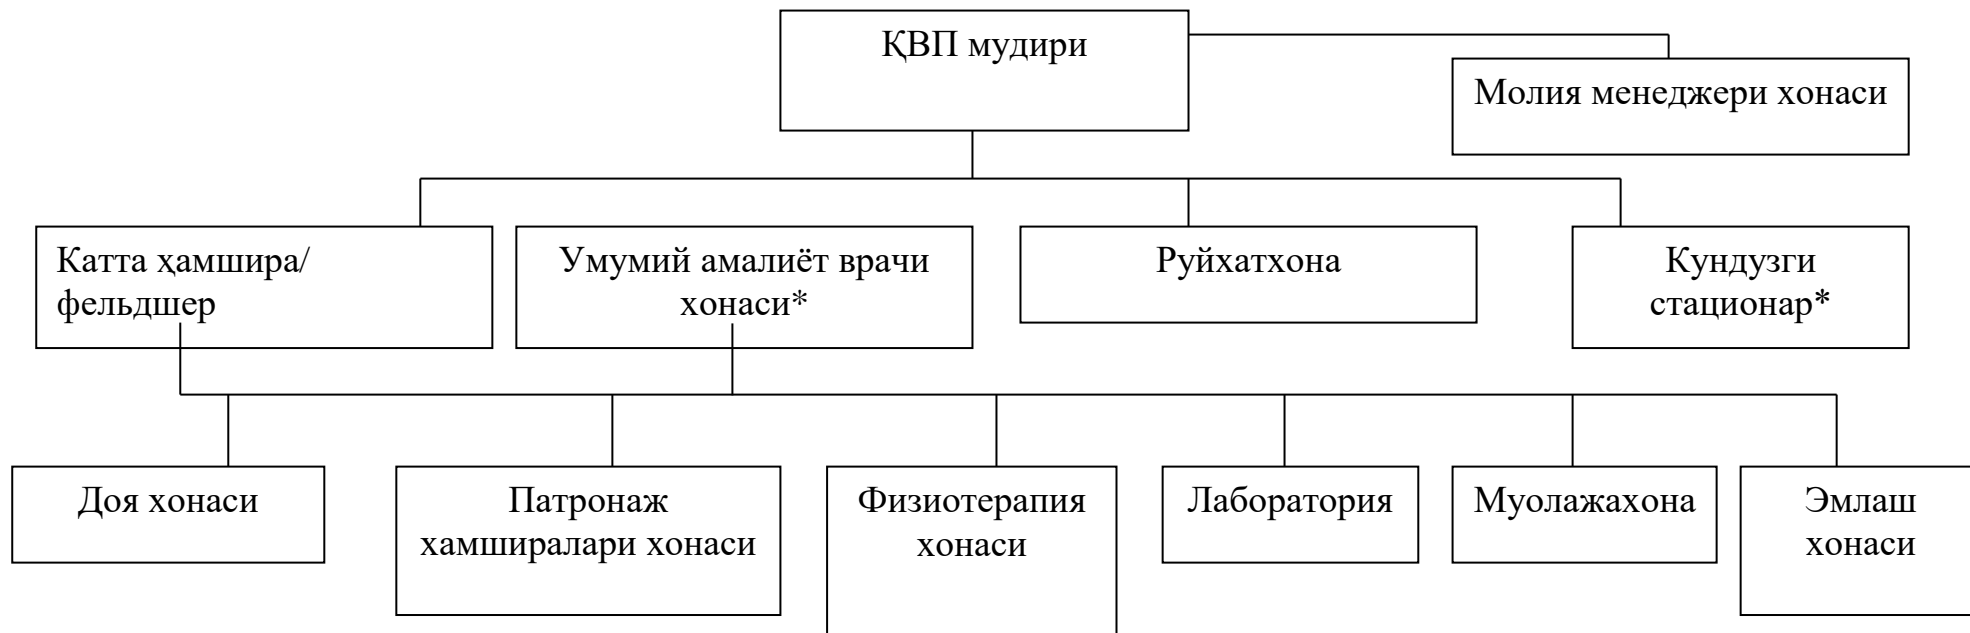 ҚВП мудири
Молия менеджери хонаси
Катта ҳамшира/
фельдшер
Умумий амалиёт врачи
хонаси*
Руйхатхона
Кундузги
стационар*
Доя хонаси
Патронаж
хамширалари хонаси
Физиотерапия
хонаси
Лаборатория
Муолажахона
Эмлаш
хонаси